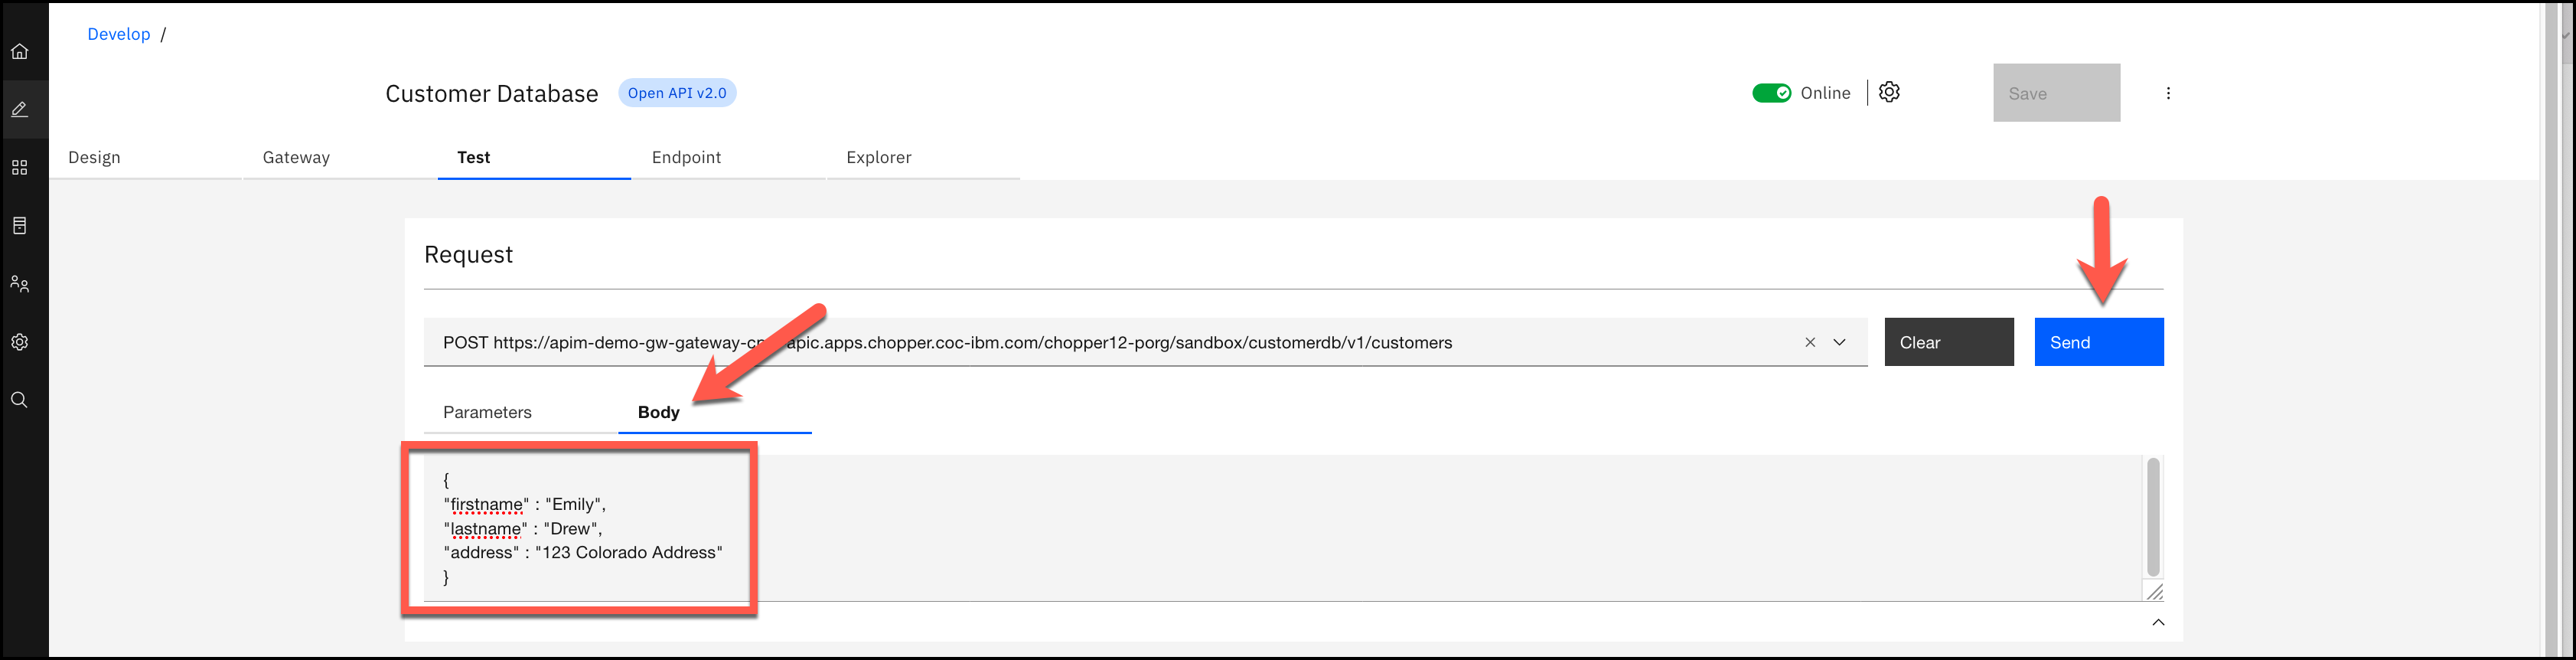 Develop /
Customer Database Open API v2.0 Online Save
Design Gateway Test Endpoint Explorer
Request
POST https://apim-demo-gw-gateway- apic.apps.chopper.coc-ibm.com/chopper12-porg/sandbox/customerdb/v1/customers Clear Send
Parameters Body
{
"firstname" : "Emily",
"lastname" : "Drew",
"address" : "123 Colorado Address"
}